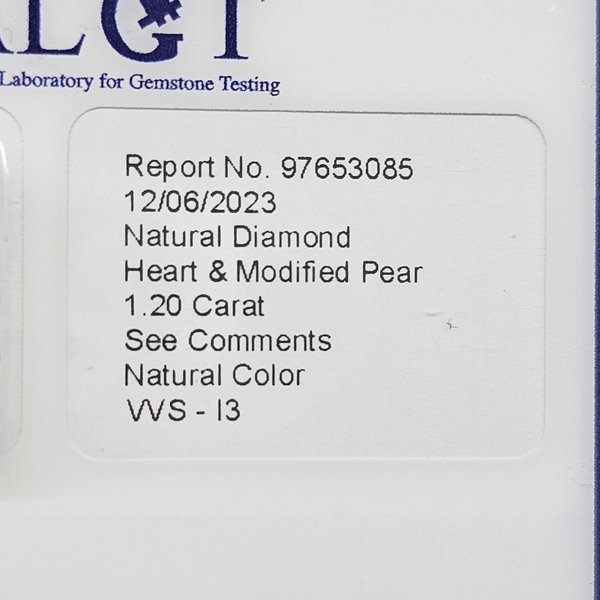 ALGT
Laboratory for Gemstone Testing
Report No. 97653085
12/06/2023
Natural Diamond
Heart & Modified Pear
1.20 Carat
See Comments
Natural Color
VVS - I3